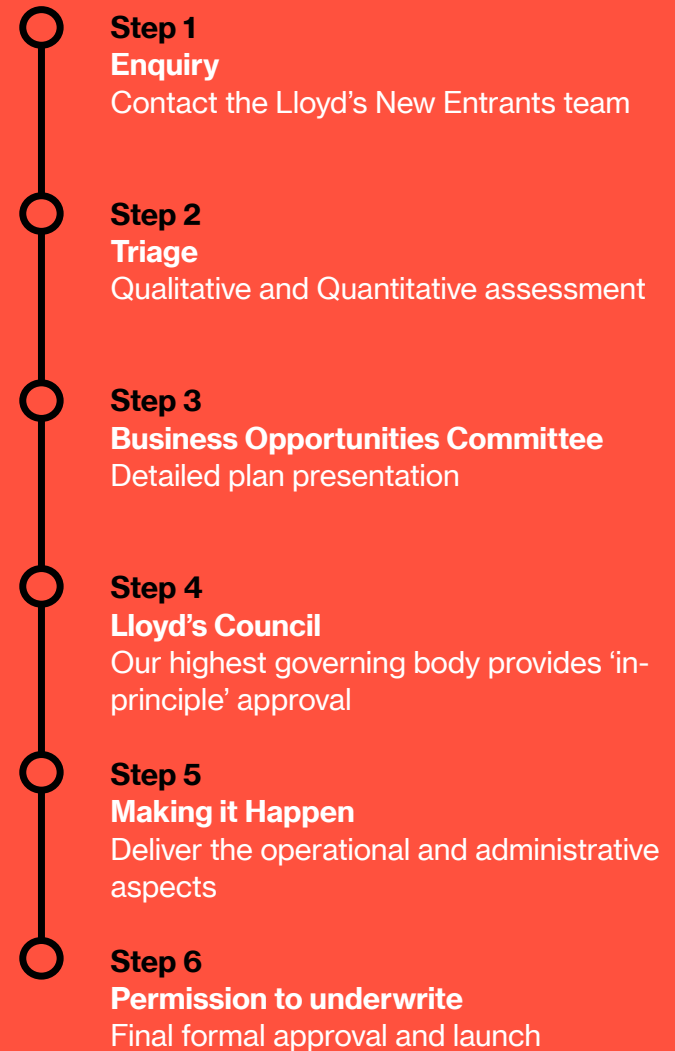 Step 1
Enquiry
Contact the Lloyd’s New Entrants team
Step 2
Triage
Qualitative and Quantitative assessment
Step 3
Business Opportunities Committee
Detailed plan presentation
Step 4
Lloyd’s Council
Our highest governing body provides ‘in-
principle’ approval
Step 5
Making it Happen
Deliver the operational and administrative
aspects
Step 6
Permission to underwrite
Final formal approval and launch